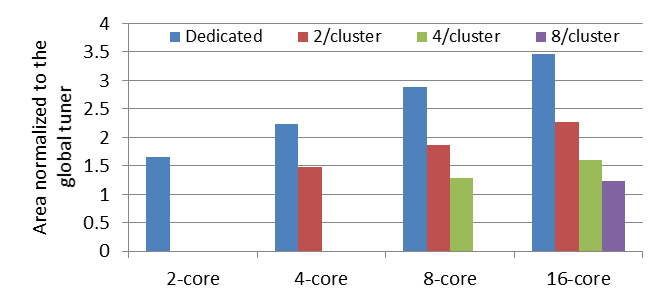 Area normalized to the
global tuner
4
3.5
3
2.5
2
1.5
1
0.5
0
Dedicated 2/cluster 4/cluster 8/cluster
2-core 4-core 8-core 16-core